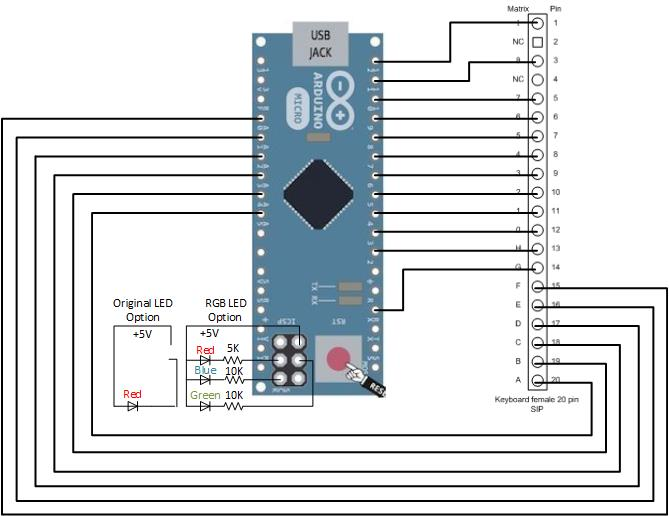 Matrix Pin
I 1
NC 2
8 3
NC 4
7 5
6 6
5 7
4 8
3 9
2 10
1 11
0 12
H 13
G 14
F 15
E 16
D 17
C 18
B 19
A 20
Keyboard female 20 pin
SIP
USB
JACK
ARDUINO
MICRO
TX
RX
ICSP
RST
RES
Original LED
Option
+5V
Red
RGB LED
Option
+5V
Red 5K
Blue 10K
Green 10K